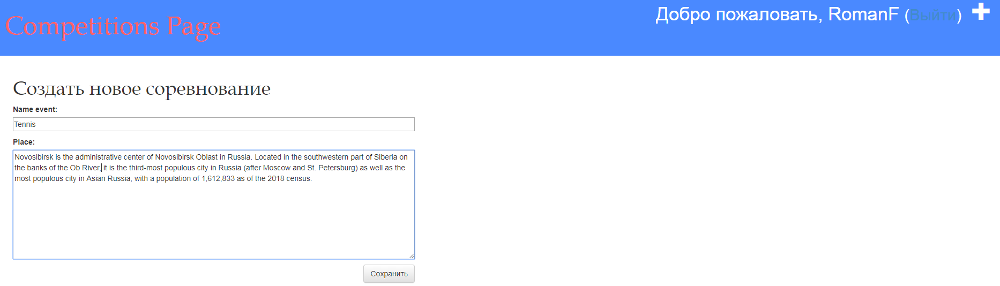 Competitions Page
Добро пожаловать, RomanF (Выйти)
Создать новое соревнование
Name event:
Tennis
Place:
Novosibirsk is the administrative center of Novosibirsk Oblast in Russia. Located in the southwestern part of Siberia on
the banks of the Ob River, it is the third-most populous city in Russia (after Moscow and St. Petersburg) as well as the
most populous city in Asian Russia, with a population of 1,612,833 as of the 2018 census.
Сохранить